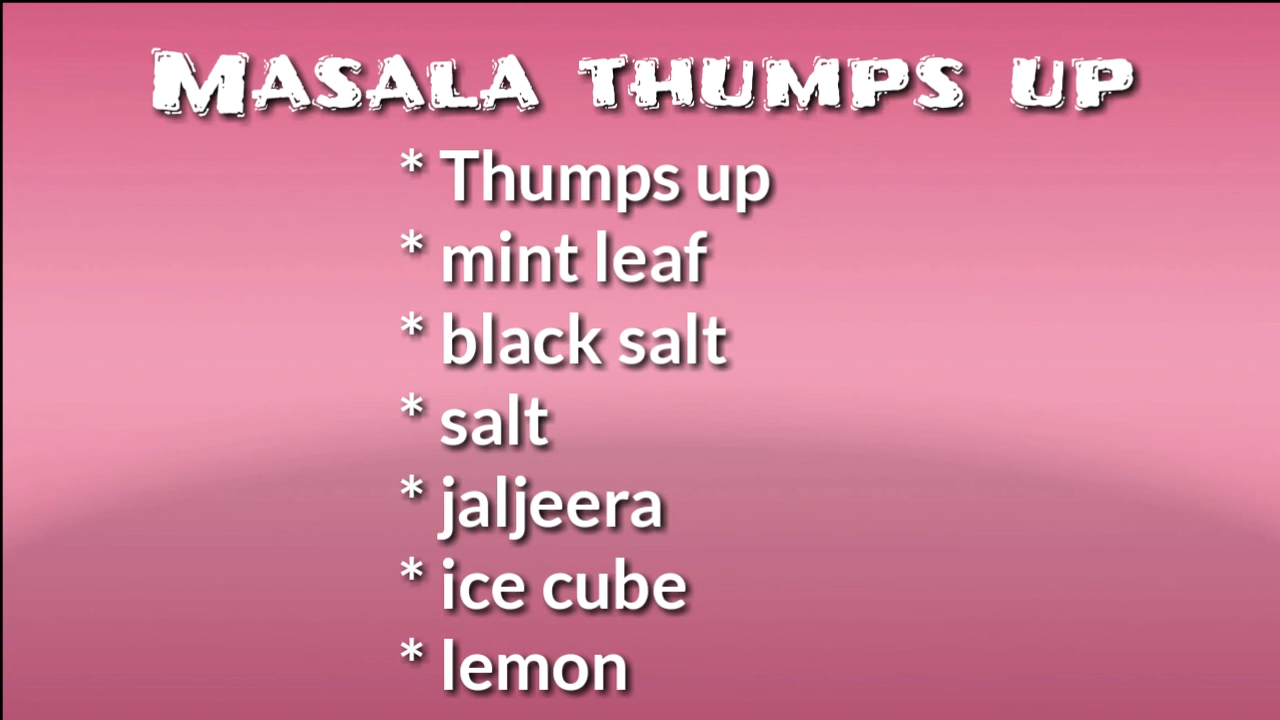 MASALA THUMPS UP
* Thumps up
* mint leaf
* black salt
* salt
* jaljeera
* ice cube
* lemon